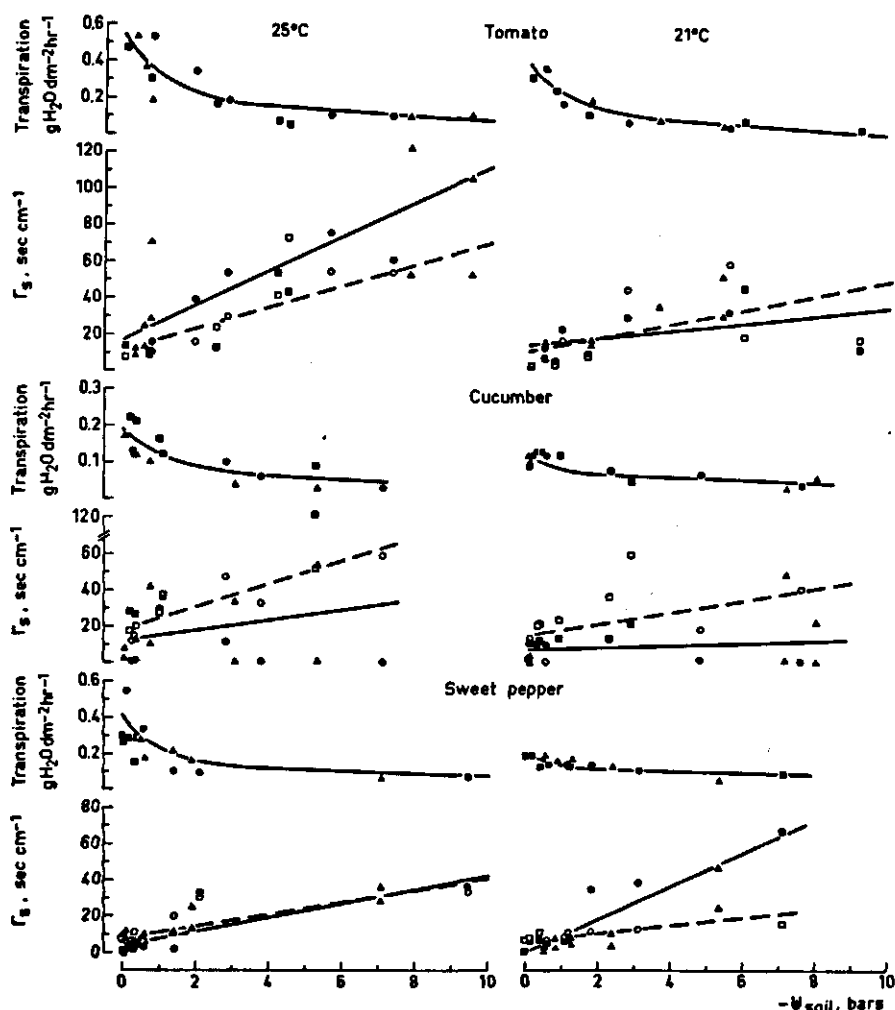 25°C Tomato 21°C
Transpiration
gH₂O dm⁻² hr⁻¹
0.6
0.4
0.2
rₛ, sec cm⁻¹
120
100
80
60
40
20
0
Cucumber
Transpiration
gH₂O dm⁻² hr⁻¹
0.3
0.2
0.1
0
rₛ, sec cm⁻¹
120
60
40
20
0
Sweet pepper
Transpiration
gH₂O dm⁻² hr⁻¹
0.6
0.4
0.2
0
rₛ, sec cm⁻¹
80
60
40
20
0
0 2 4 6 8 10 0 2 4 6 8 10
-Ψsoil, bars